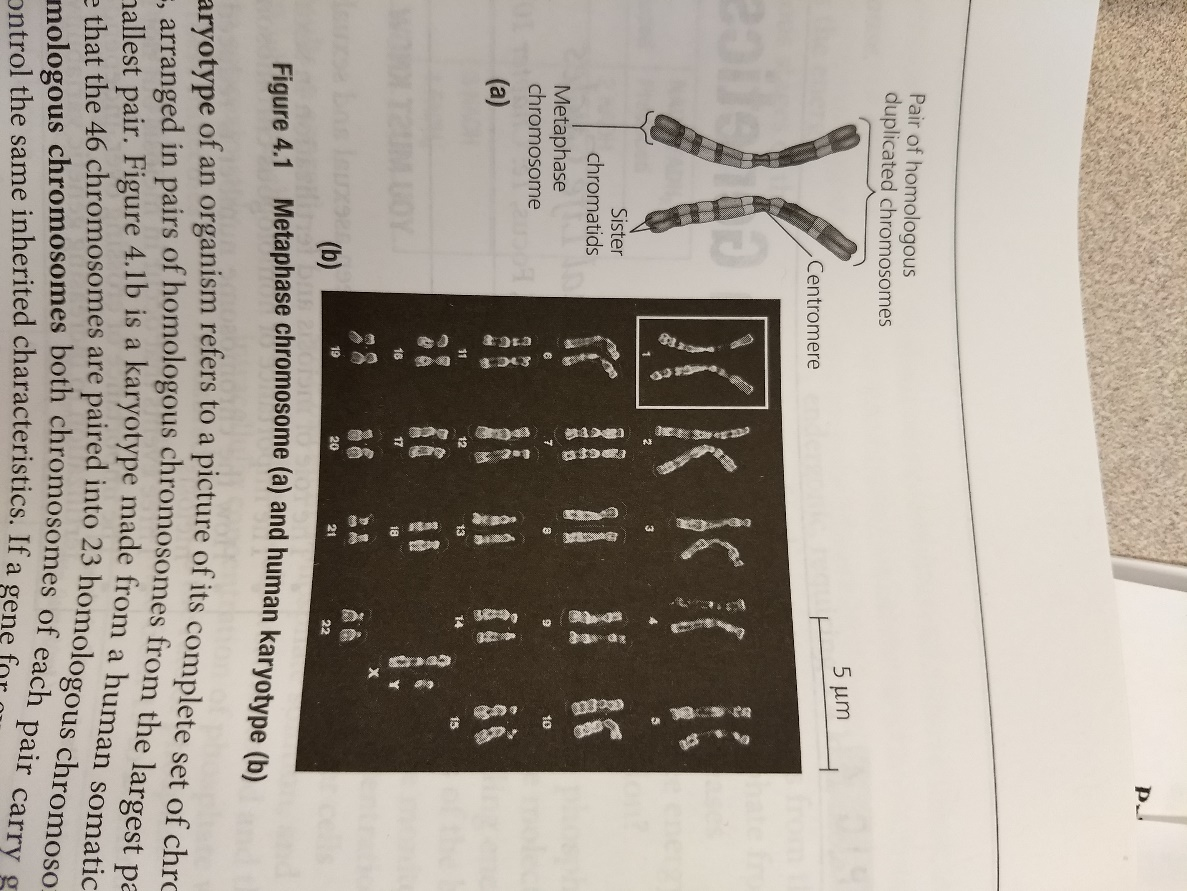 Pair of homologous
duplicated chromosomes
Centromere
Sister
chromatids
Metaphase
chromosome
(a)
5 µm
1 2 3 4 5
6 7 8 9 10
11 12 13 14 15
16 17 18 X Y
19 20 21 22
(b)
Figure 4.1 Metaphase chromosome (a) and human karyotype (b)
aryotype of an organism refers to a picture of its complete set of chro
, arranged in pairs of homologous chromosomes from the largest pa
mallest pair. Figure 4.1b is a karyotype made from a human somatic
e that the 46 chromosomes are paired into 23 homologous chromoso
mologous chromosomes both chromosomes of each pair carry g
ontrol the same inherited characteristics. If a gene for